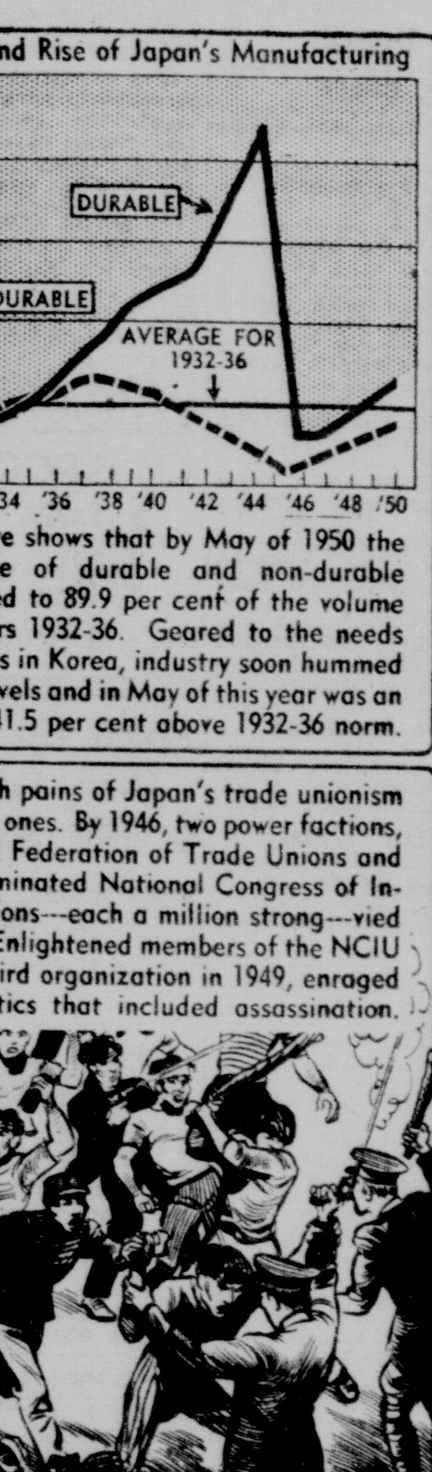 nd Rise of Japan's Manufacturing
DURABLE
DURABLE
AVERAGE FOR
1932-36
34 '36 '38 '40 '42 '44 '46 '48 '50
e shows that by May of 1950 the
e of durable and non-durable
ed to 89.9 per cent of the volume
rs 1932-36. Geared to the needs
s in Korea, industry soon hummed
vels and in May of this year was an
41.5 per cent above 1932-36 norm.
h pains of Japan's trade unionism
ones. By 1946, two power factions,
Federation of Trade Unions and
minated National Congress of In-
ons---each a million strong---vied
Enlightened members of the NCIU
ird organization in 1949, enraged
tics that included assassination.